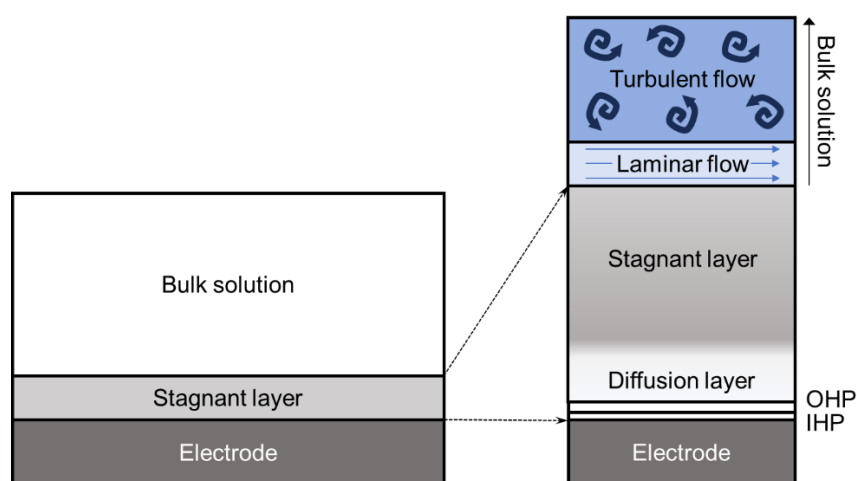 Bulk solution
Stagnant layer
Electrode
Turbulent flow
Laminar flow
Stagnant layer
Diffusion layer
Electrode
OHP
IHP
Bulk solution